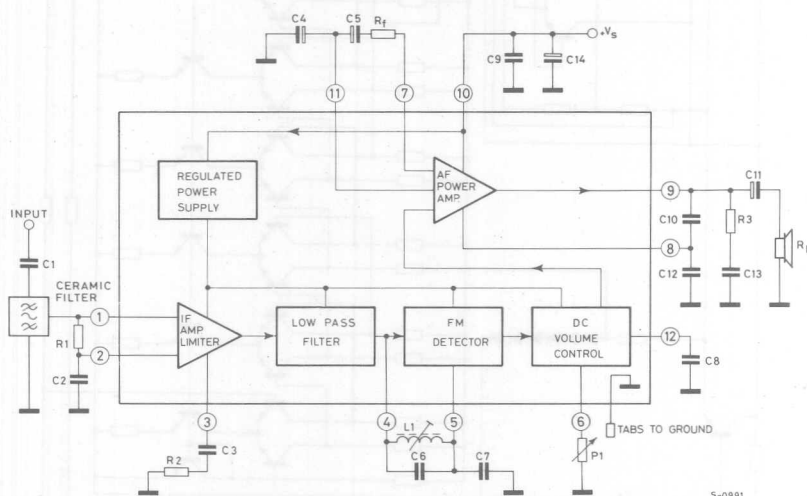 C4
C5
Rf
+Vs
C9
C14
11
7
10
REGULATED
POWER
SUPPLY
AF
POWER
AMP.
9
C11
C10
R3
8
C12
C13
INPUT
C1
CERAMIC
FILTER
1
R1
2
C2
IF
AMP
LIMITER
LOW PASS
FILTER
FM
DETECTOR
DC
VOLUME
CONTROL
12
C8
3
4
5
6
C3
R2
L1
C6
C7
P1
TABS TO GROUND
S-0991